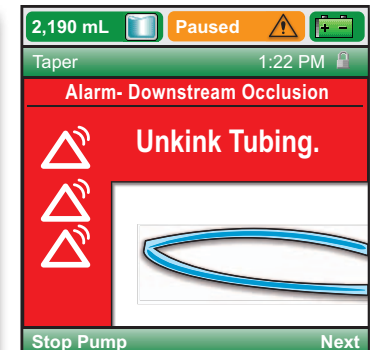 2,190 mL Paused
Taper 1:22 PM
Alarm- Downstream Occlusion
Unkink Tubing.
Stop Pump Next